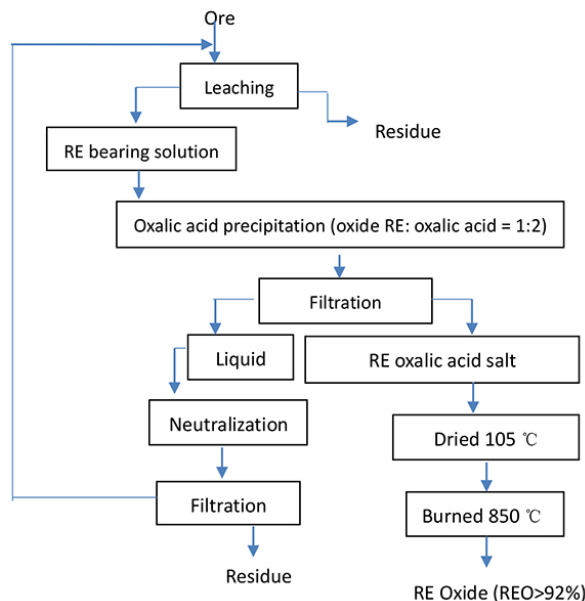 Ore
Leaching
Residue
RE bearing solution
Oxalic acid precipitation (oxide RE: oxalic acid = 1:2)
Filtration
Liquid
RE oxalic acid salt
Neutralization
Dried 105 ℃
Filtration
Burned 850 ℃
Residue
RE Oxide (REO>92%)